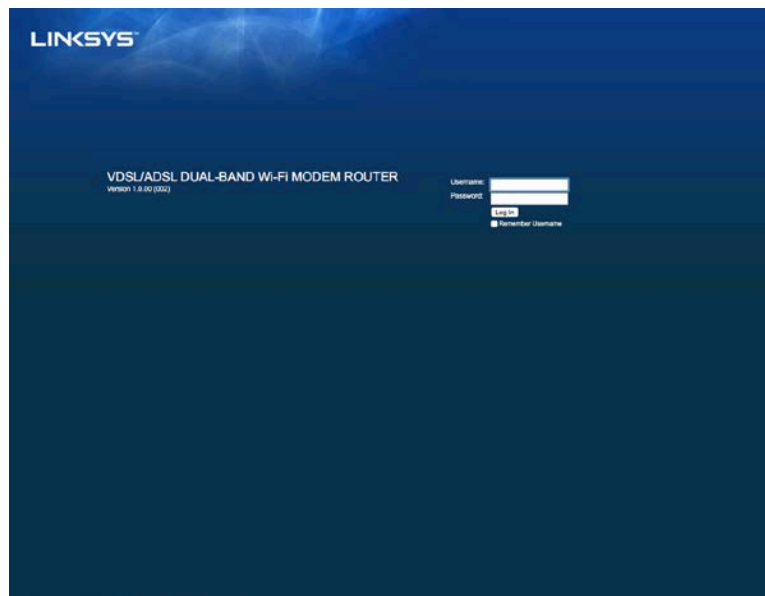 LINKSYS
VDSL/ADSL DUAL-BAND Wi-Fi MODEM ROUTER
Version 1.8.00 (002)
Username:
Password:
Log In
Remember Username